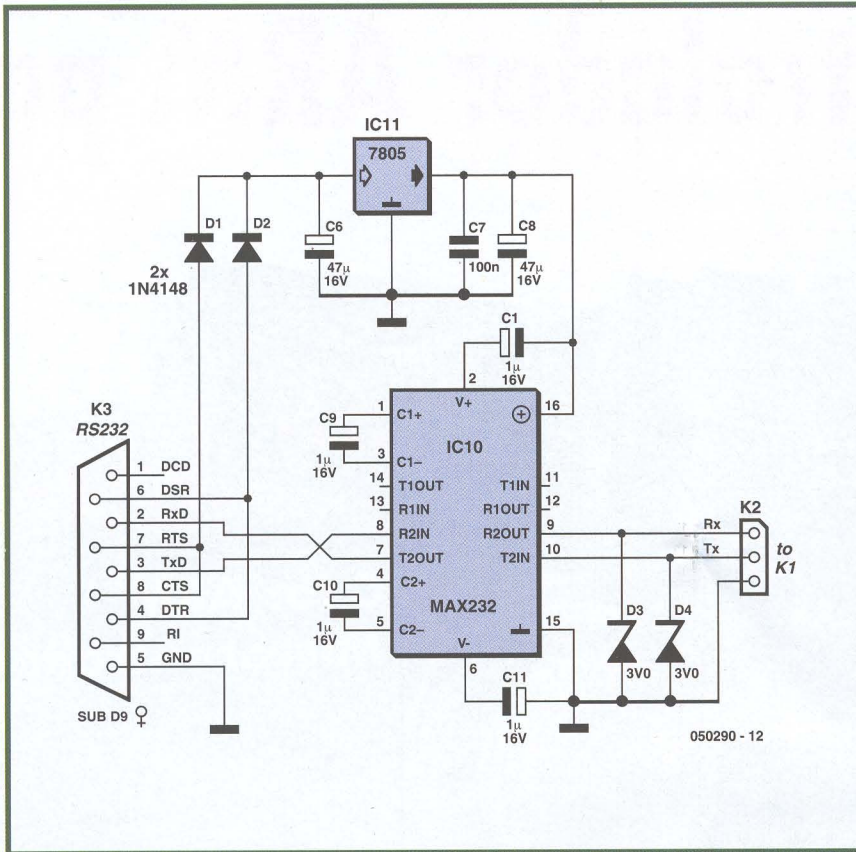 IC11
7805
D1
D2
C6
C7
C8
2x
1N4148
47µ
16V
100n
47µ
16V
C1
1µ
16V
2
K3
RS232
1
C1+
V+
16
C9
IC10
1µ
16V
3
C1–
1 DCD
14
T1OUT
T1IN
11
6 DSR
13
R1IN
R1OUT
12
K2
2 RxD
8
R2IN
R2OUT
9
Rx
7 RTS
7
T2OUT
T2IN
10
Tx
to
K1
3 TxD
4
C2+
8 CTS
C10
MAX232
D3
D4
4 DTR
1µ
16V
5
C2–
15
9 RI
V-
3V0
3V0
5 GND
6
C11
1µ
16V
SUB D9
050290 - 12